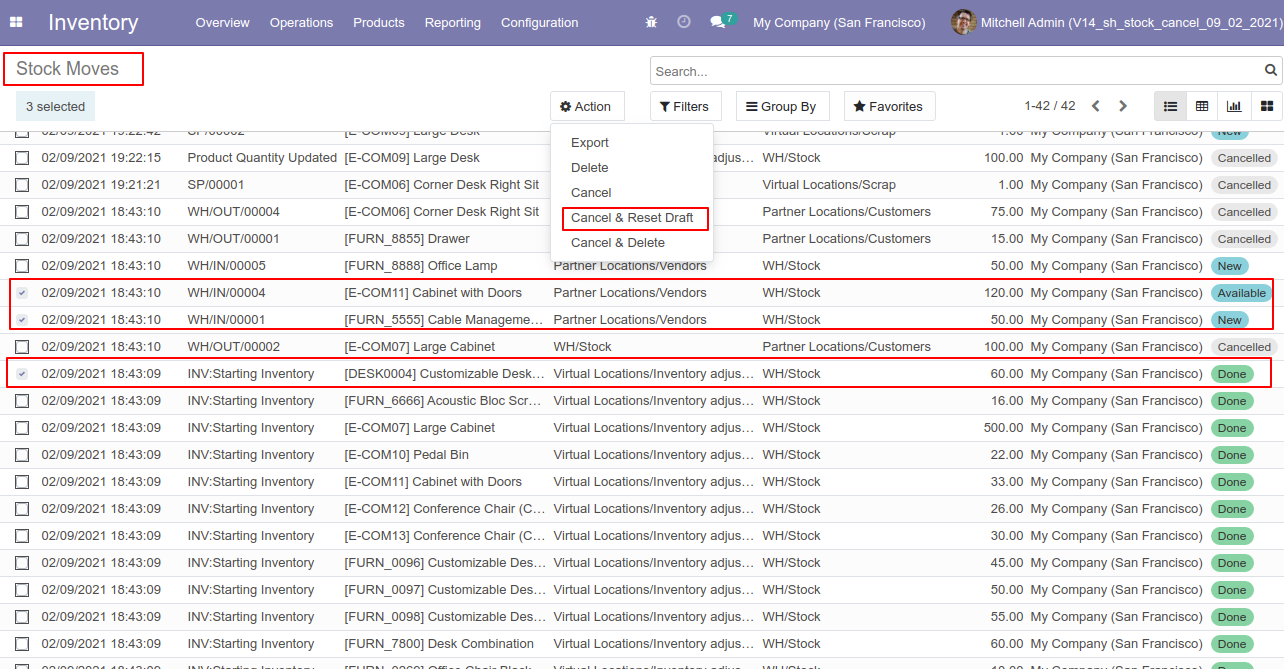 Inventory Overview Operations Products Reporting Configuration 7 My Company (San Francisco) Mitchell Admin (V14_sh_stock_cancel_09_02_2021)
Stock Moves Search...
3 selected Action Filters Group By Favorites 1-42 / 42
Export
Delete
Cancel
Cancel & Reset Draft
Cancel & Delete
02/09/2021 19:22:42 SP/00002 [E-COM09] Large Desk Virtual Locations/Scrap 1.00 My Company (San Francisco) New
02/09/2021 19:22:15 Product Quantity Updated [E-COM09] Large Desk adjus... WH/Stock 100.00 My Company (San Francisco) Cancelled
02/09/2021 19:21:21 SP/00001 [E-COM06] Corner Desk Right Sit Virtual Locations/Scrap 1.00 My Company (San Francisco) Cancelled
02/09/2021 18:43:10 WH/OUT/00004 [E-COM06] Corner Desk Right Sit Partner Locations/Customers 75.00 My Company (San Francisco) Cancelled
02/09/2021 18:43:10 WH/OUT/00001 [FURN_8855] Drawer Partner Locations/Customers 15.00 My Company (San Francisco) Cancelled
02/09/2021 18:43:10 WH/IN/00005 [FURN_8888] Office Lamp Partner Locations/Vendors WH/Stock 50.00 My Company (San Francisco) New
02/09/2021 18:43:10 WH/IN/00004 [E-COM11] Cabinet with Doors Partner Locations/Vendors WH/Stock 120.00 My Company (San Francisco) Available
02/09/2021 18:43:10 WH/IN/00001 [FURN_5555] Cable Manageme... Partner Locations/Vendors WH/Stock 50.00 My Company (San Francisco) New
02/09/2021 18:43:10 WH/OUT/00002 [E-COM07] Large Cabinet WH/Stock Partner Locations/Customers 100.00 My Company (San Francisco) Cancelled
02/09/2021 18:43:09 INV:Starting Inventory [DESK0004] Customizable Desk... Virtual Locations/Inventory adjus... WH/Stock 60.00 My Company (San Francisco) Done
02/09/2021 18:43:09 INV:Starting Inventory [FURN_6666] Acoustic Bloc Scr... Virtual Locations/Inventory adjus... WH/Stock 16.00 My Company (San Francisco) Done
02/09/2021 18:43:09 INV:Starting Inventory [E-COM07] Large Cabinet Virtual Locations/Inventory adjus... WH/Stock 500.00 My Company (San Francisco) Done
02/09/2021 18:43:09 INV:Starting Inventory [E-COM10] Pedal Bin Virtual Locations/Inventory adjus... WH/Stock 22.00 My Company (San Francisco) Done
02/09/2021 18:43:09 INV:Starting Inventory [E-COM11] Cabinet with Doors Virtual Locations/Inventory adjus... WH/Stock 33.00 My Company (San Francisco) Done
02/09/2021 18:43:09 INV:Starting Inventory [E-COM12] Conference Chair (C... Virtual Locations/Inventory adjus... WH/Stock 26.00 My Company (San Francisco) Done
02/09/2021 18:43:09 INV:Starting Inventory [E-COM13] Conference Chair (C... Virtual Locations/Inventory adjus... WH/Stock 30.00 My Company (San Francisco) Done
02/09/2021 18:43:09 INV:Starting Inventory [FURN_0096] Customizable Des... Virtual Locations/Inventory adjus... WH/Stock 45.00 My Company (San Francisco) Done
02/09/2021 18:43:09 INV:Starting Inventory [FURN_0097] Customizable Des... Virtual Locations/Inventory adjus... WH/Stock 50.00 My Company (San Francisco) Done
02/09/2021 18:43:09 INV:Starting Inventory [FURN_0098] Customizable Des... Virtual Locations/Inventory adjus... WH/Stock 55.00 My Company (San Francisco) Done
02/09/2021 18:43:09 INV:Starting Inventory [FURN_7800] Desk Combination Virtual Locations/Inventory adjus... WH/Stock 60.00 My Company (San Francisco) Done